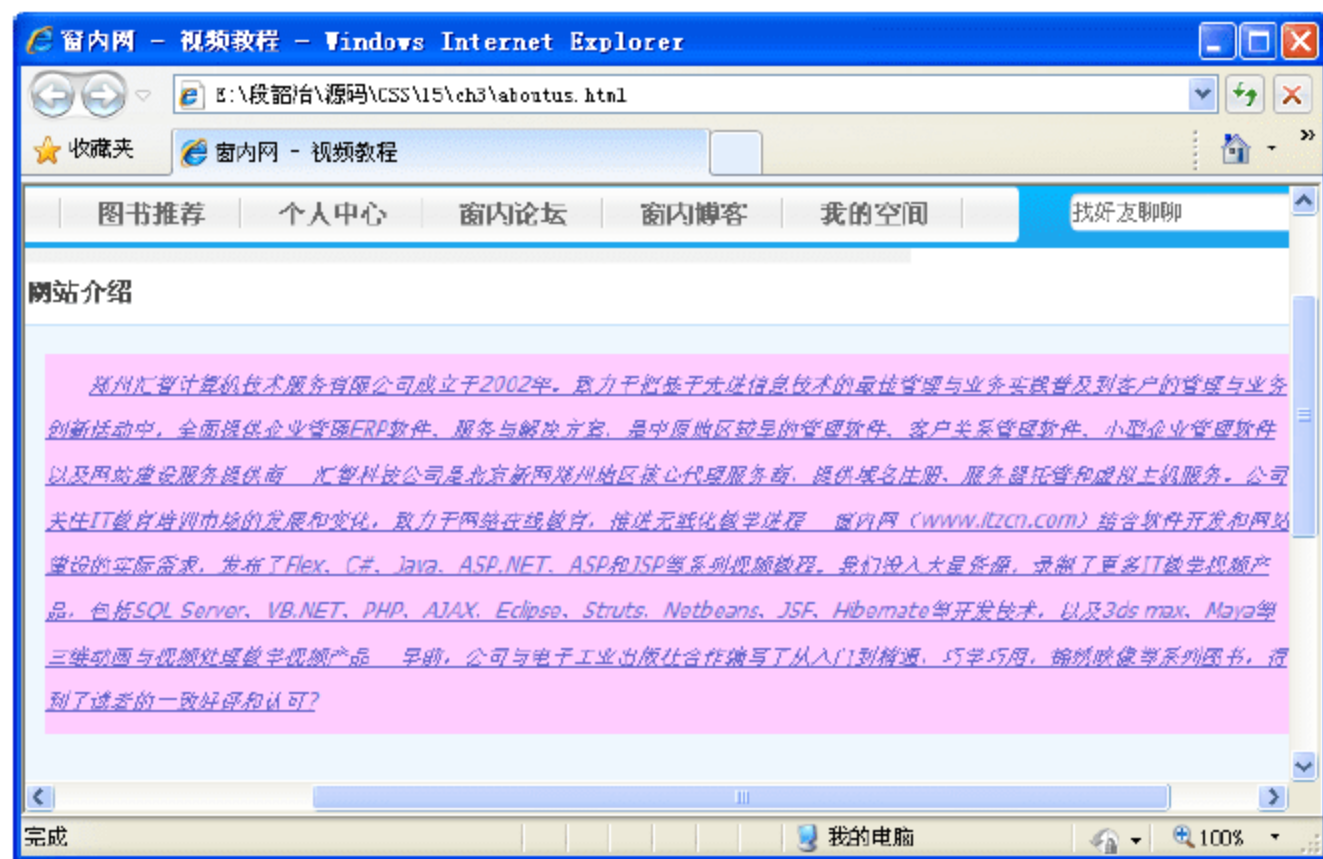 窗内网 - 视频教程 - Windows Internet Explorer
E:\段韶治\源码\CSS\15\ch3\aboutus.html
收藏夹
窗内网 - 视频教程
图书推荐 个人中心 窗内论坛 窗内博客 我的空间 找好友聊聊
网站介绍
郑州汇智计算机技术服务有限公司成立于2002年。致力于把基于先进信息技术的最佳管理与业务实践普及到客户的管理与业务
创新活动中，全面提供企业管理ERP软件、服务与解决方案，是中原地区较早的管理软件、客户关系管理软件、小型企业管理软件
以及网站建设服务提供商 汇智科技公司是北京新网郑州地区核心代理服务商，提供域名注册、服务器托管和虚拟主机服务。公司
关注IT教育培训市场的发展和变化，致力于网络在线教育，推进无纸化教学进程 窗内网（www.itzcn.com）结合软件开发和网站
建设的实际需求，发布了Flex、C#、Java、ASP.NET、ASP和JSP等系列视频教程。我们投入大量资源，录制了更多IT教学视频产
品，包括SQL Server、VB.NET、PHP、AJAX、Eclipse、Struts、Netbeans、JSF、Hibernate等开发技术，以及3ds max、Maya等
三维动画与视频处理教学视频产品 早前，公司与电子工业出版社合作编写了从入门到精通、巧学巧用、锦绣映像等系列图书，得
到了读者的一致好评和认可?
完成 我的电脑 100%